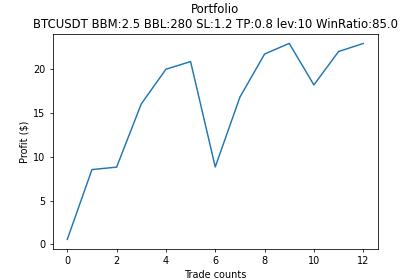 Portfolio
BTCUSDT BBM:2.5 BBL:280 SL:1.2 TP:0.8 lev:10 WinRatio:85.0
20
15
10
5
0
Profit ($)
0 2 4 6 8 10 12
Trade counts